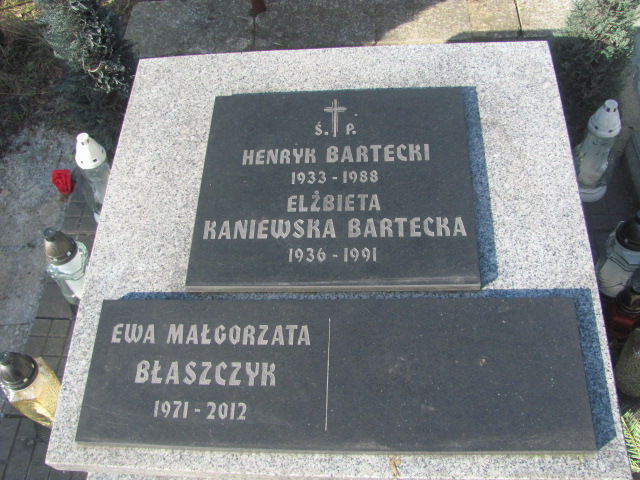 Ś. P.
HENRYK BARTECKI
1933 - 1988
ELŻBIETA
KANIEWSKA BARTECKA
1936 - 1991
EWA MAŁGORZATA
BŁASZCZYK
1971 - 2012